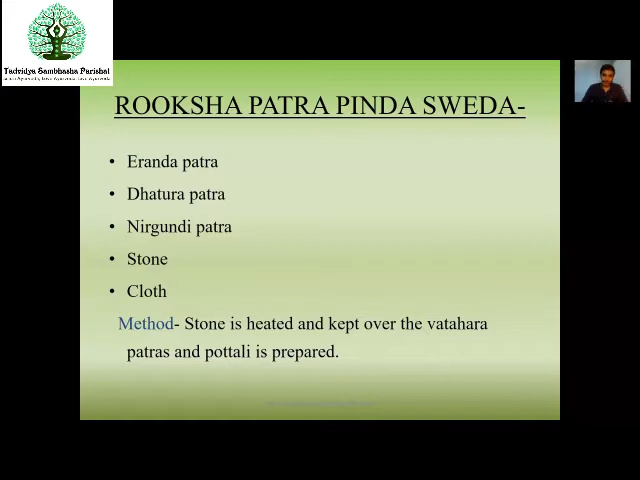 Tadvidya Sambhasha Parishat
ROOKSHA PATRA PINDA SWEDA-
• Eranda patra
• Dhatura patra
• Nirgundi patra
• Stone
• Cloth
Method- Stone is heated and kept over the vatahara
patras and pottali is prepared.